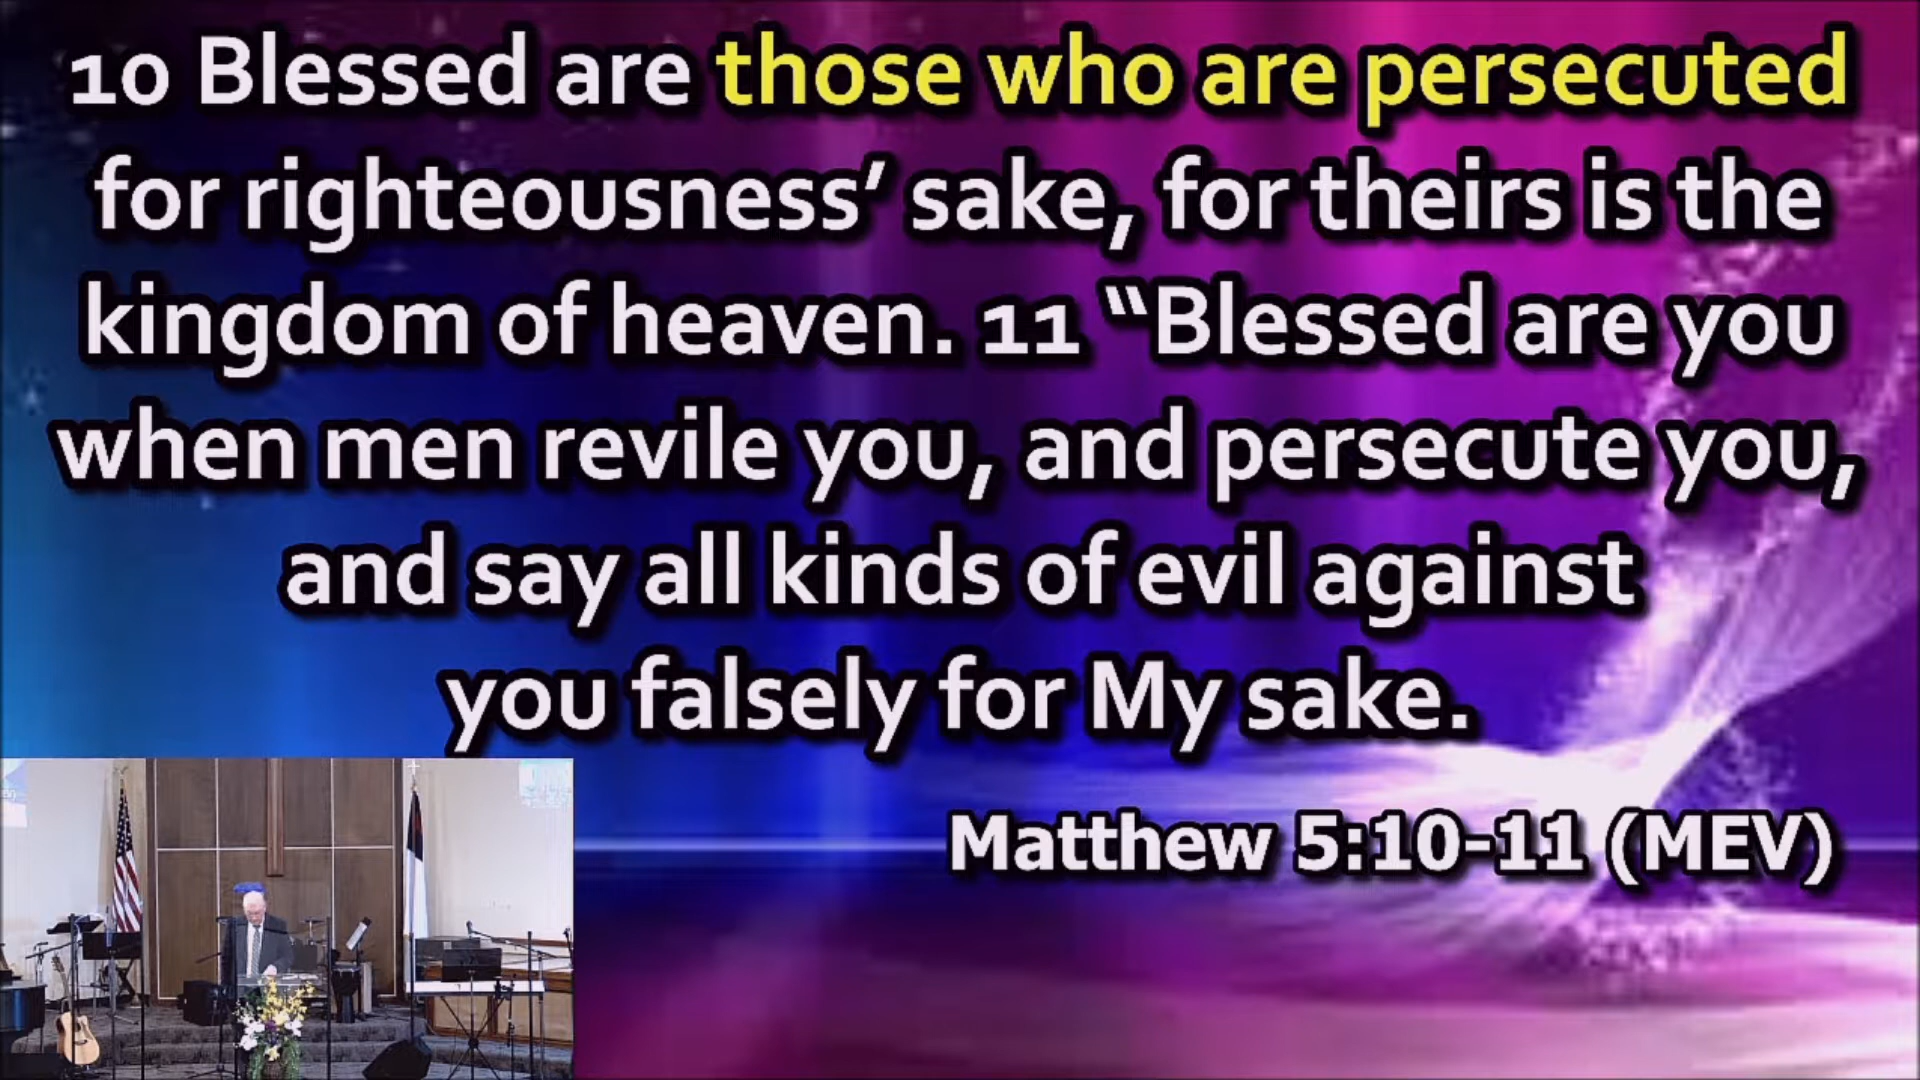 10 Blessed are those who are persecuted
for righteousness’ sake, for theirs is the
kingdom of heaven. 11 “Blessed are you
when men revile you, and persecute you,
and say all kinds of evil against
you falsely for My sake.
Matthew 5:10-11 (MEV)